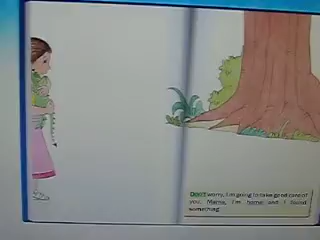 Don't worry, I'm going to take good care of
you. Mama, I'm home and I found
something